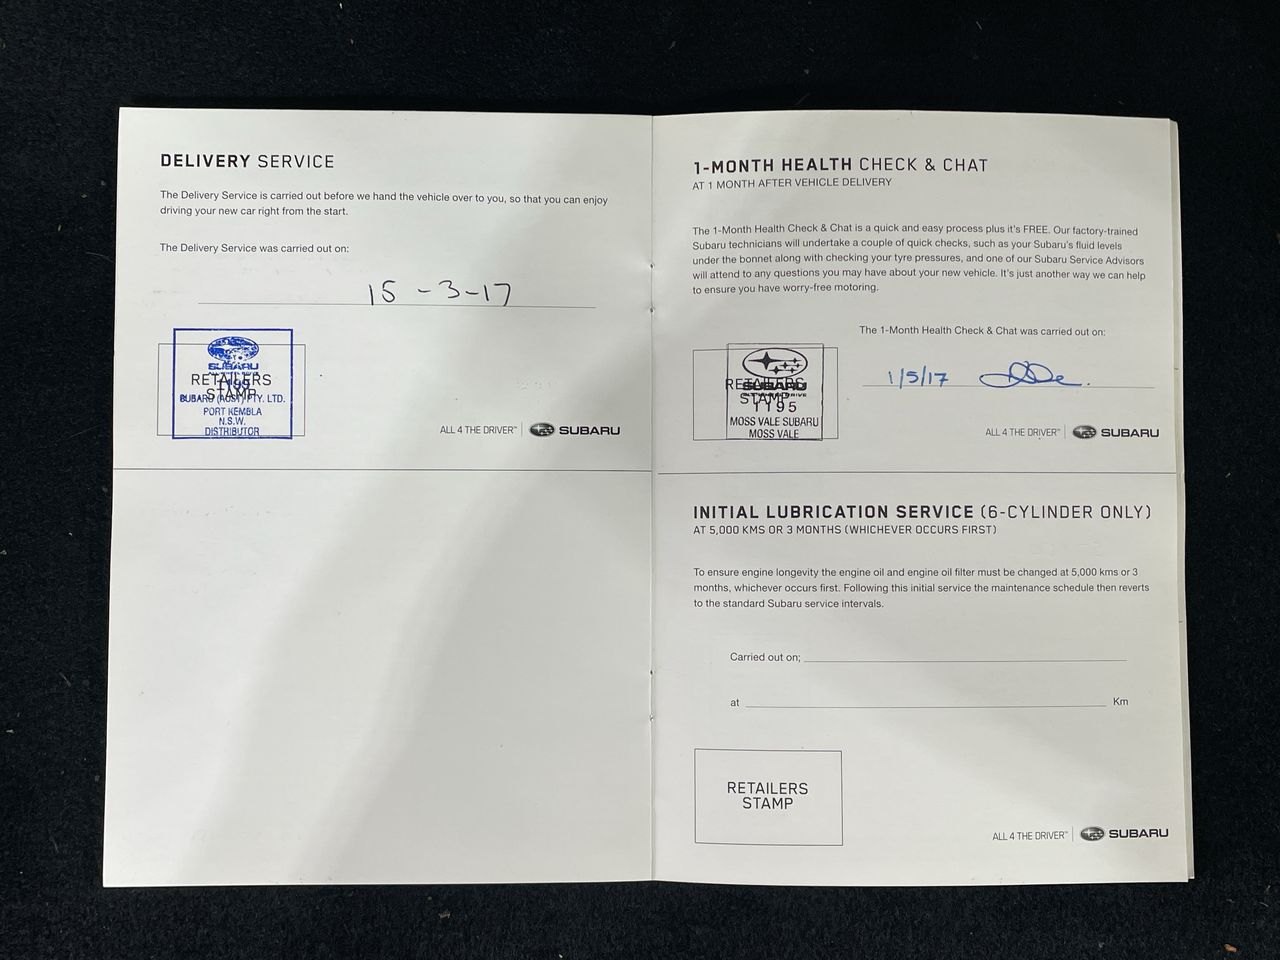 DELIVERY SERVICE
The Delivery Service is carried out before we hand the vehicle over to you, so that you can enjoy
driving your new car right from the start.
The Delivery Service was carried out on:
15 - 3 - 17
RETAILERS
STAMP
SUBARU
1199
SUBARU (AUST) PTY. LTD.
PORT KEMBLA
N.S.W.
DISTRIBUTOR
ALL 4 THE DRIVER™ SUBARU
1-MONTH HEALTH CHECK & CHAT
AT 1 MONTH AFTER VEHICLE DELIVERY
The 1-Month Health Check & Chat is a quick and easy process plus it's FREE. Our factory-trained
Subaru technicians will undertake a couple of quick checks, such as your Subaru's fluid levels
under the bonnet along with checking your tyre pressures, and one of our Subaru Service Advisors
will attend to any questions you may have about your new vehicle. It's just another way we can help
to ensure you have worry-free motoring.
The 1-Month Health Check & Chat was carried out on:
1/5/17
RETAILERS
STAMP
SUBARU
1195
MOSS VALE SUBARU
MOSS VALE
ALL 4 THE DRIVER™ SUBARU
INITIAL LUBRICATION SERVICE (6-CYLINDER ONLY)
AT 5,000 KMS OR 3 MONTHS (WHICHEVER OCCURS FIRST)
To ensure engine longevity the engine oil and engine oil filter must be changed at 5,000 kms or 3
months, whichever occurs first. Following this initial service the maintenance schedule then reverts
to the standard Subaru service intervals.
Carried out on;
at Km
RETAILERS
STAMP
ALL 4 THE DRIVER™ SUBARU